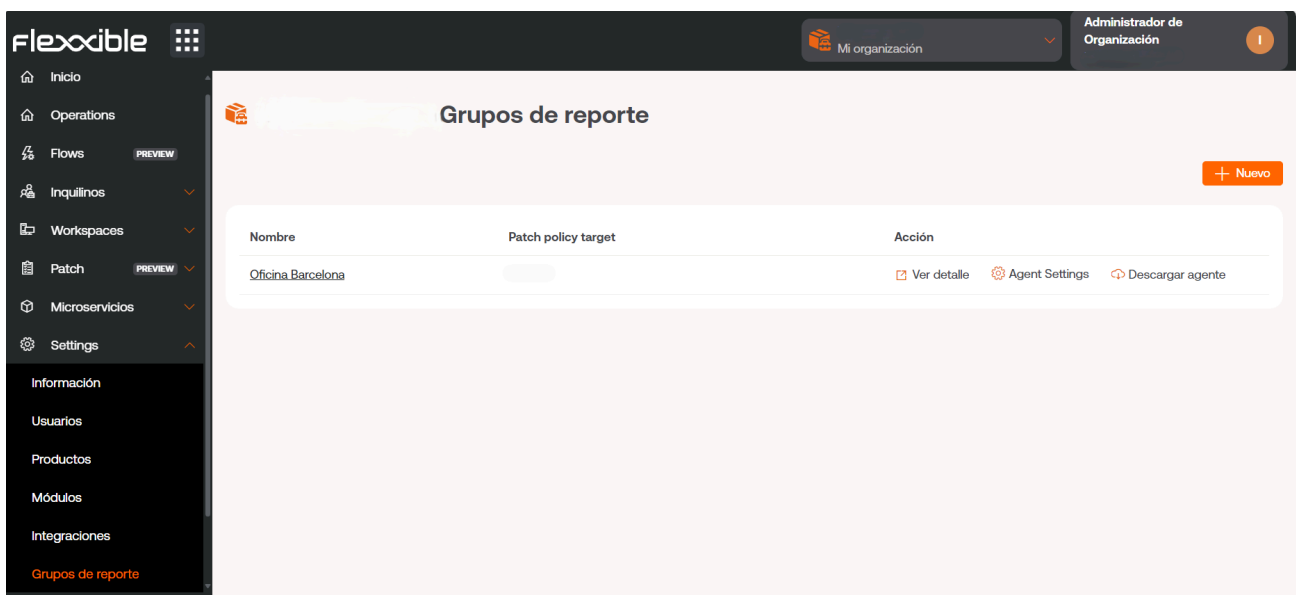 Flexxible
Mi organización
Administrador de
Organización
I
Inicio
Operations
Flows PREVIEW
Inquilinos
Workspaces
Patch PREVIEW
Microservicios
Settings
Información
Usuarios
Productos
Módulos
Integraciones
Grupos de reporte
Grupos de reporte
Nuevo
Nombre Patch policy target Acción
Oficina Barcelona Ver detalle Agent Settings Descargar agente